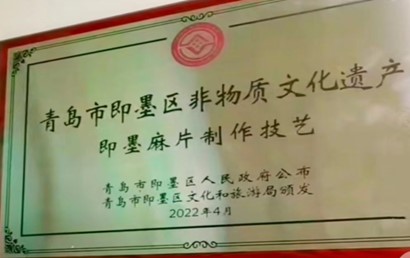 青岛市即墨区非物质文化遗产
即墨麻片制作技艺
青岛市即墨区人民政府公布
青岛市即墨区文化和旅游局颁发
2022年4月